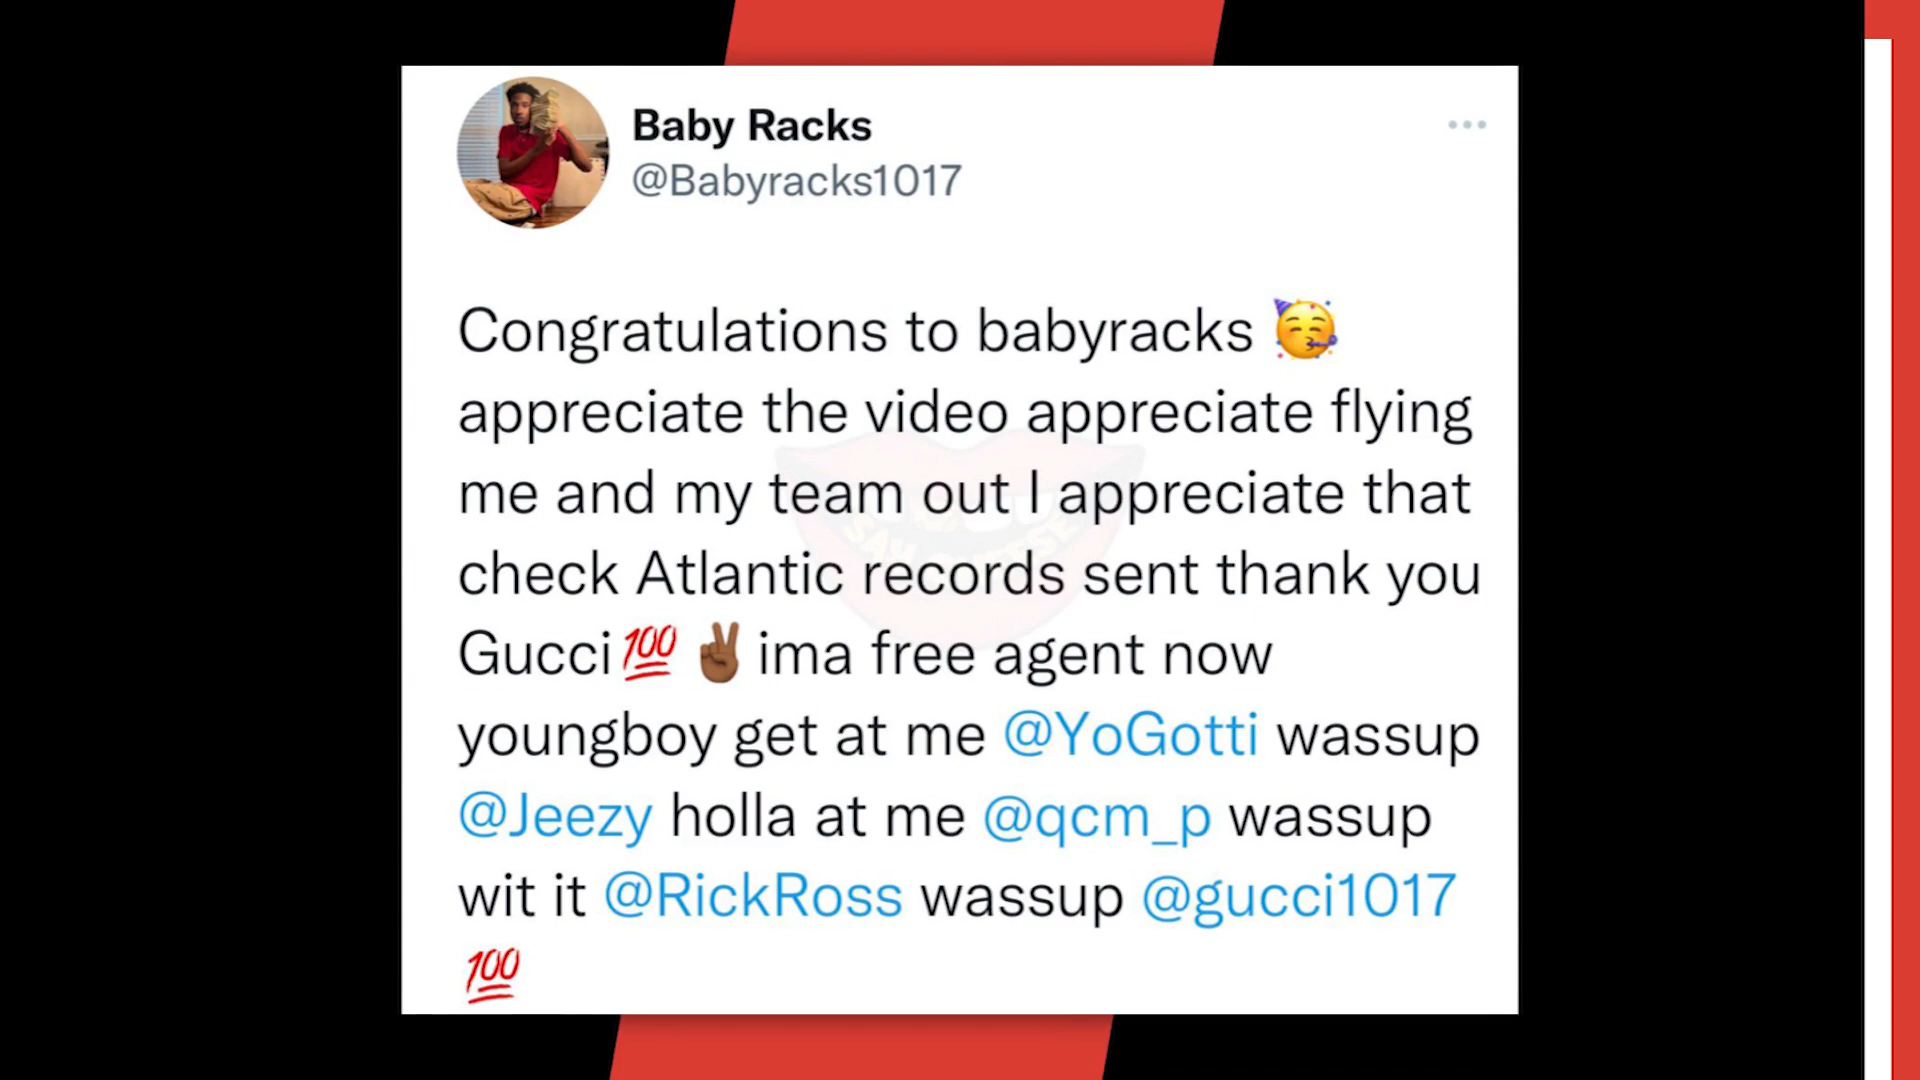 Baby Racks
@Babyracks1017
Congratulations to babyracks 🥳
appreciate the video appreciate flying
me and my team out I appreciate that
check Atlantic records sent thank you
Gucci💯 ✌🏾 ima free agent now
youngboy get at me @YoGotti wassup
@Jeezy holla at me @qcm_p wassup
wit it @RickRoss wassup @gucci1017
💯
SAY CHEESE